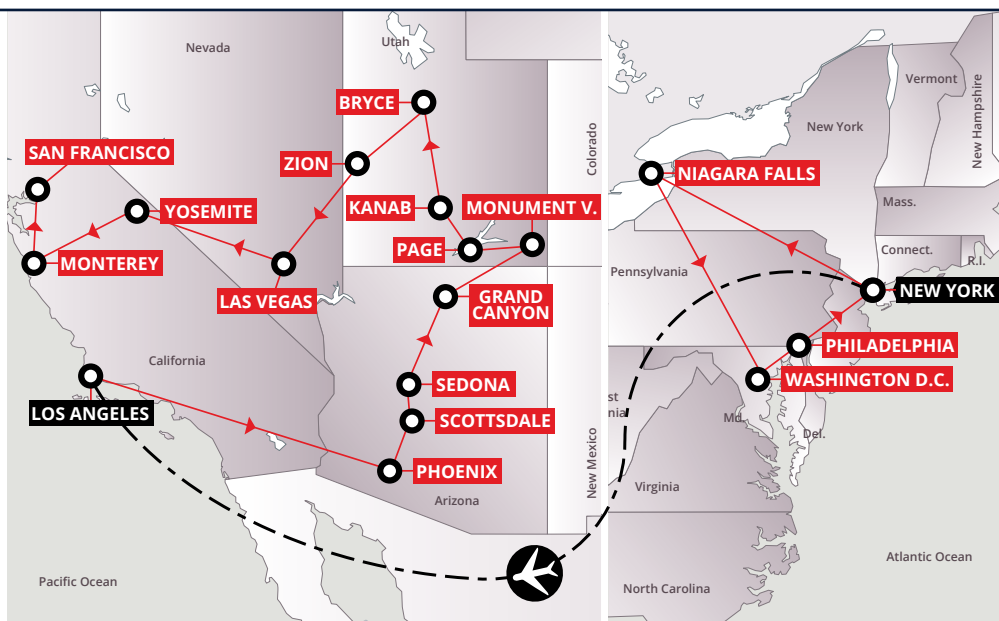 Nevada
Utah
Colorado
BRYCE
SAN FRANCISCO
ZION
YOSEMITE
KANAB
MONUMENT V.
PAGE
MONTEREY
LAS VEGAS
GRAND
CANYON
California
LOS ANGELES
SEDONA
SCOTTSDALE
PHOENIX
Arizona
New Mexico
Pacific Ocean
Vermont
New Hampshire
New York
NIAGARA FALLS
Mass.
Connect.
R.I.
Pennsylvania
NEW YORK
PHILADELPHIA
WASHINGTON D.C.
st
nia
Md.
Del.
Virginia
Atlantic Ocean
North Carolina